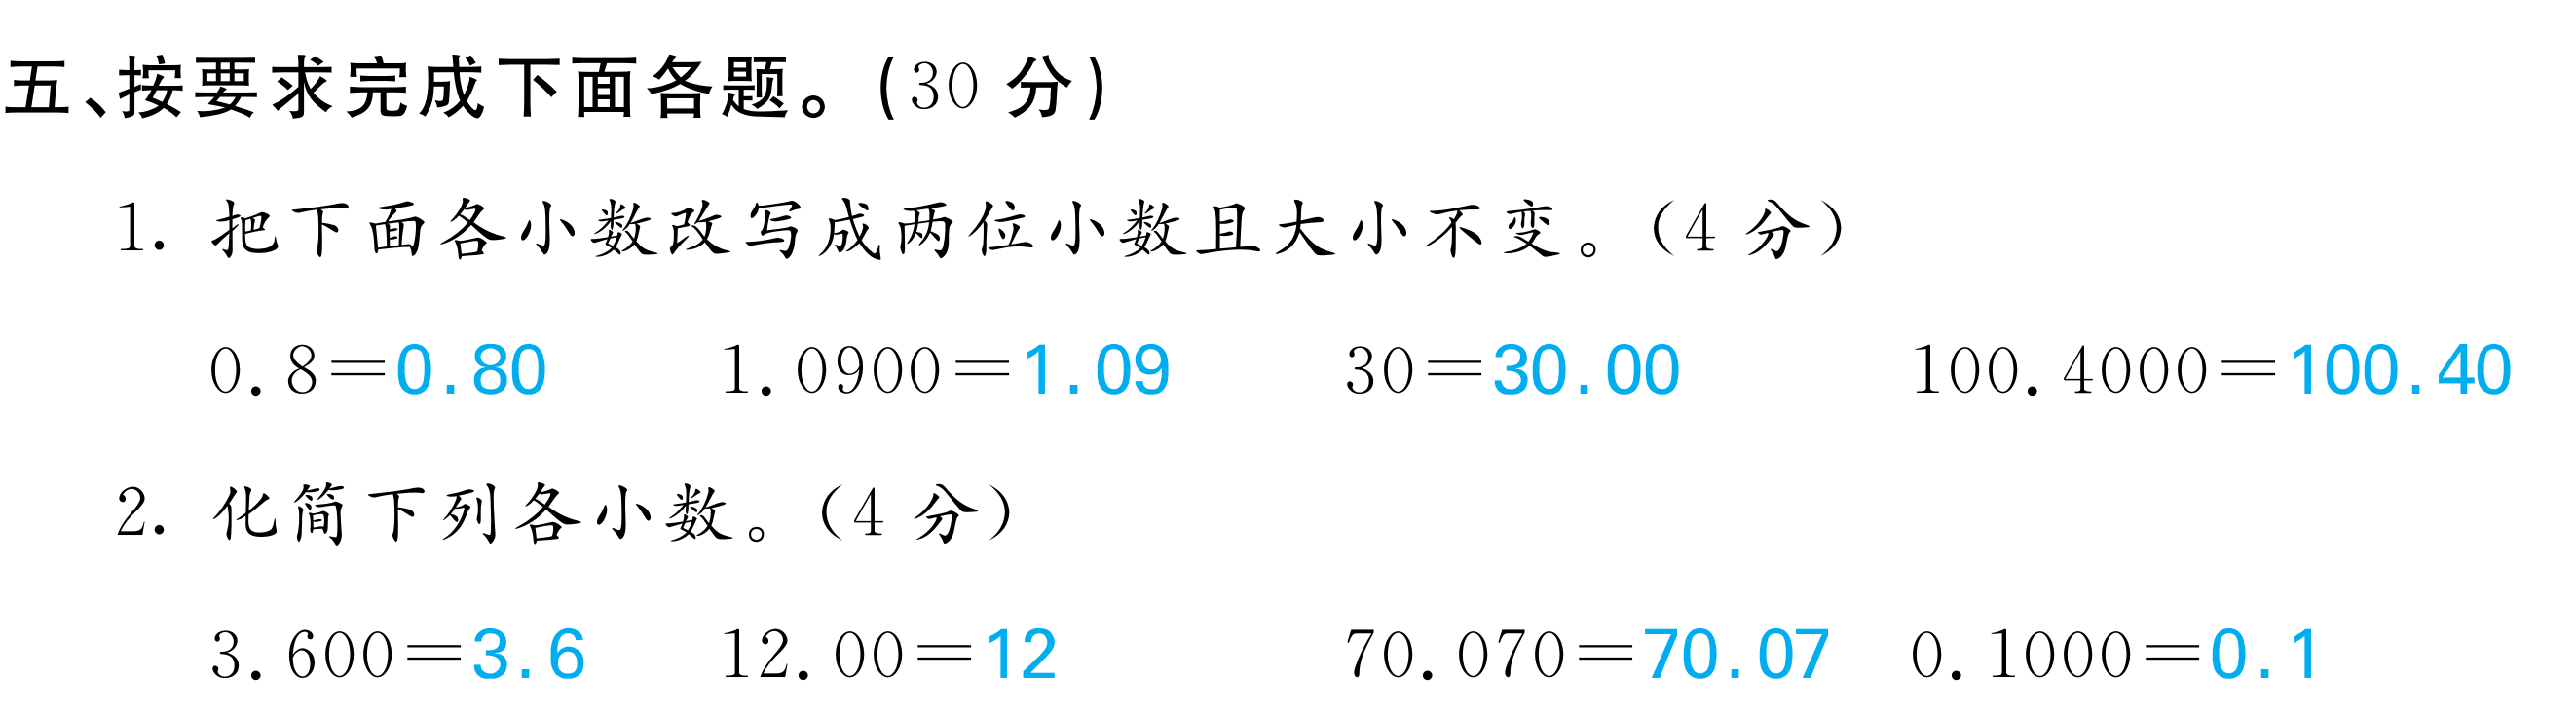 五、按要求完成下面各题。(30 分)
1. 把下面各小数改写成两位小数且大小不变。(4 分)
0.8=0.80 1.0900=1.09 30=30.00 100.4000=100.40
2. 化简下列各小数。(4 分)
3.600=3.6 12.00=12 70.070=70.07 0.1000=0.1